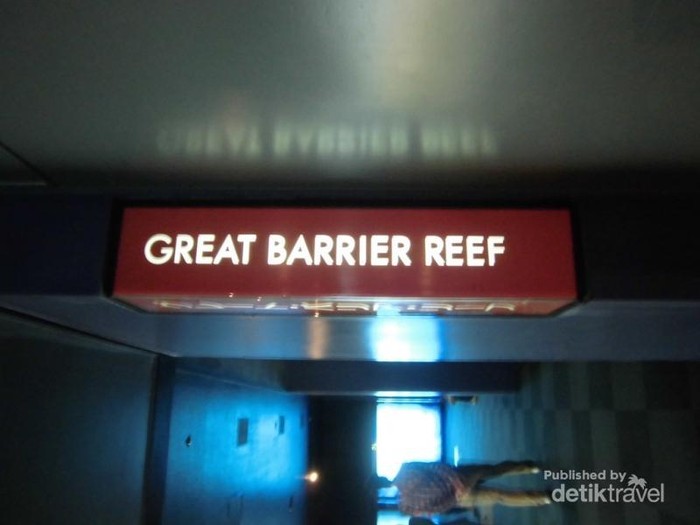 GREAT BARRIER REEF
Published by
detiktravel